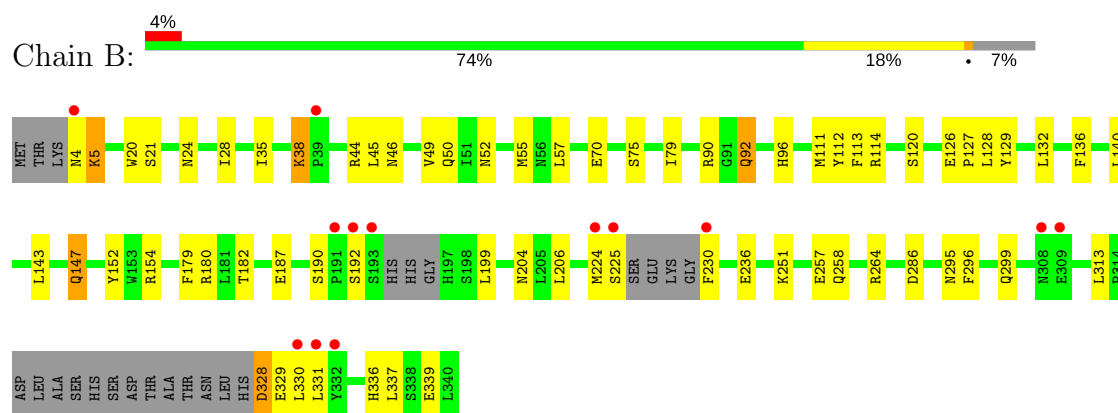 4%
Chain B:
74% 18% • 7%
MET THR LYS N4 K5 W20 S21 N24 I28 I35 K38 P39 R44 L45 N46 V49 Q50 I51 N52 M55 N56 L57 E70 S75 I79 R90 G91 Q92 H96 M111 Y112 F113 R114 S120 E126 P127 L128 Y129 L132 F136 L140
L143 Q147 Y152 W153 R154 F179 R180 L181 T182 E187 S190 P191 S192 S193 HIS HIS GLY H197 S198 L199 N204 L205 L206 M224 S225 SER GLU LYS GLY F230 E236 K251 E257 Q258 R264 D286 N295 F296 Q299 N308 E309 L313
ASP LEU ALA SER HIS SER ASP THR ALA THR ASN LEU HIS D328 E329 L330 L331 Y332 H336 L337 S338 E339 L340